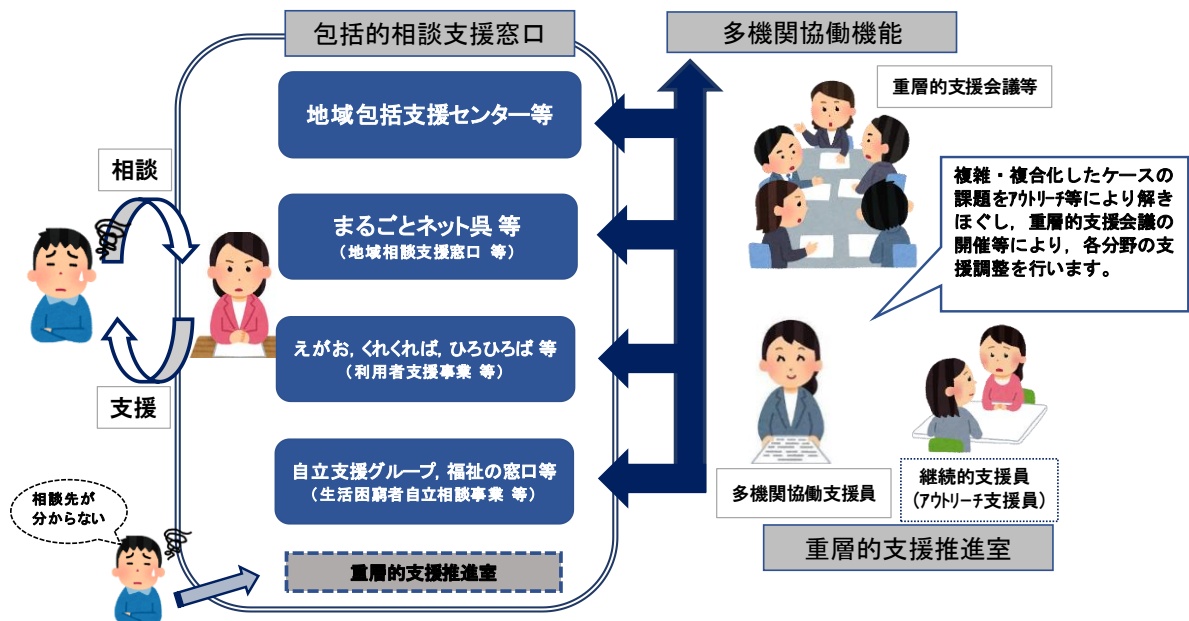 包括的相談支援窓口
地域包括支援センター等
まるごとネット呉 等
(地域相談支援窓口 等)
えがお,くれくれば,ひろひろば 等
(利用者支援事業 等)
自立支援グループ,福祉の窓口等
(生活困窮者自立相談事業 等)
重層的支援推進室
相談
支援
相談先が
分からない
多機関協働機能
重層的支援会議等
複雑・複合化したケースの
課題をアウトリーチ等により解き
ほぐし,重層的支援会議の
開催等により,各分野の支
援調整を行います。
多機関協働支援員
継続的支援員
(アウトリーチ支援員)
重層的支援推進室